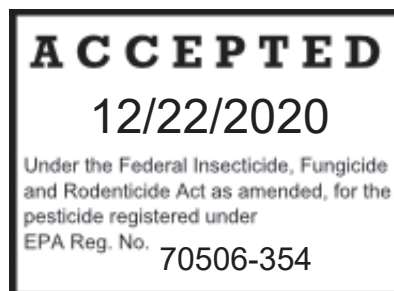 ACCEPTED
12/22/2020
Under the Federal Insecticide, Fungicide
and Rodenticide Act as amended, for the
pesticide registered under
EPA Reg. No. 70506-354